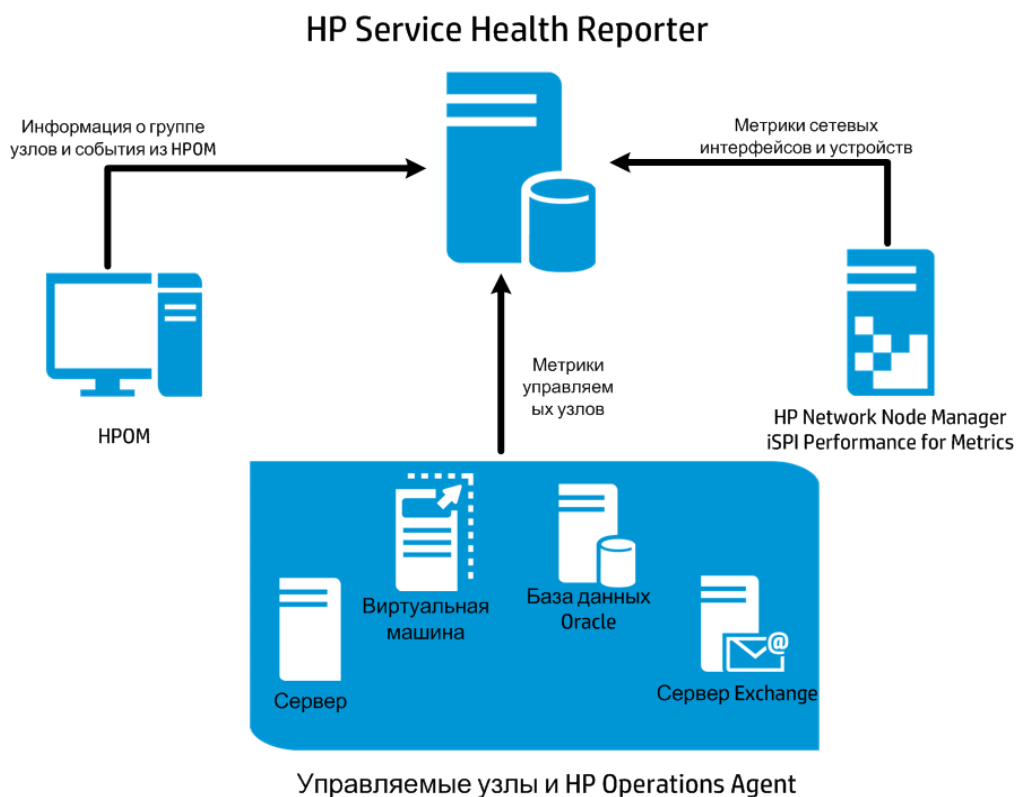 HP Service Health Reporter
Информация о группе
узлов и события из HPOM
Метрики сетевых
интерфейсов и устройств
HPOM
Метрики
управляем
ых узлов
HP Network Node Manager
iSPI Performance for Metrics
Сервер
Виртуальная
машина
База данных
Oracle
@
Сервер Exchange
Управляемые узлы и HP Operations Agent